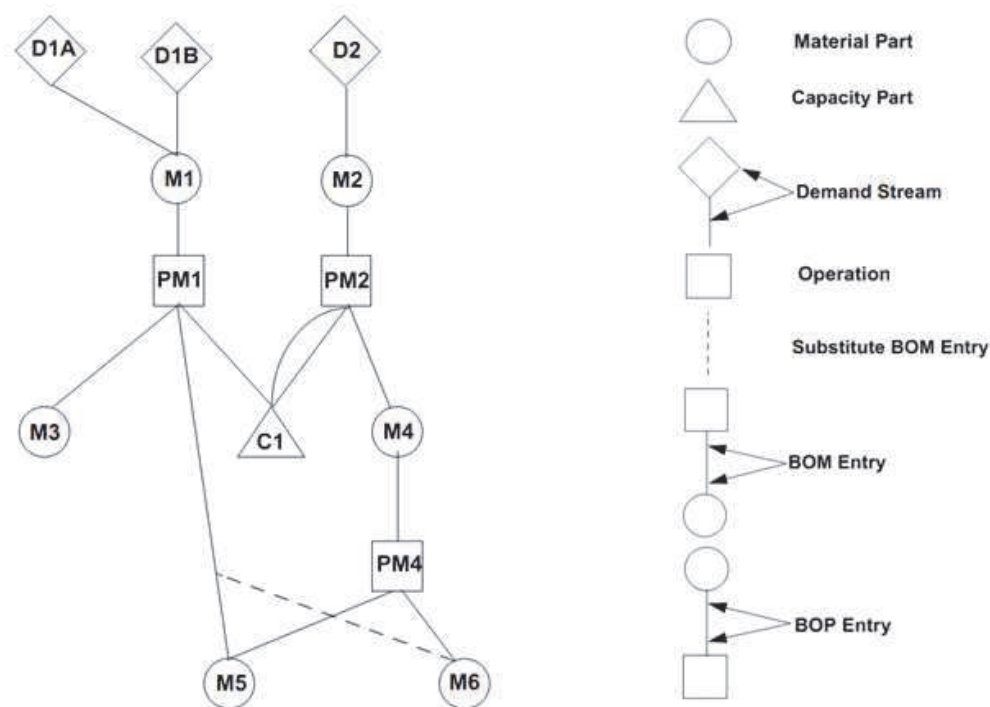 D1A
D1B
D2
M1
M2
PM1
PM2
M3
C1
M4
PM4
M5
M6
Material Part
Capacity Part
Demand Stream
Operation
Substitute BOM Entry
BOM Entry
BOP Entry